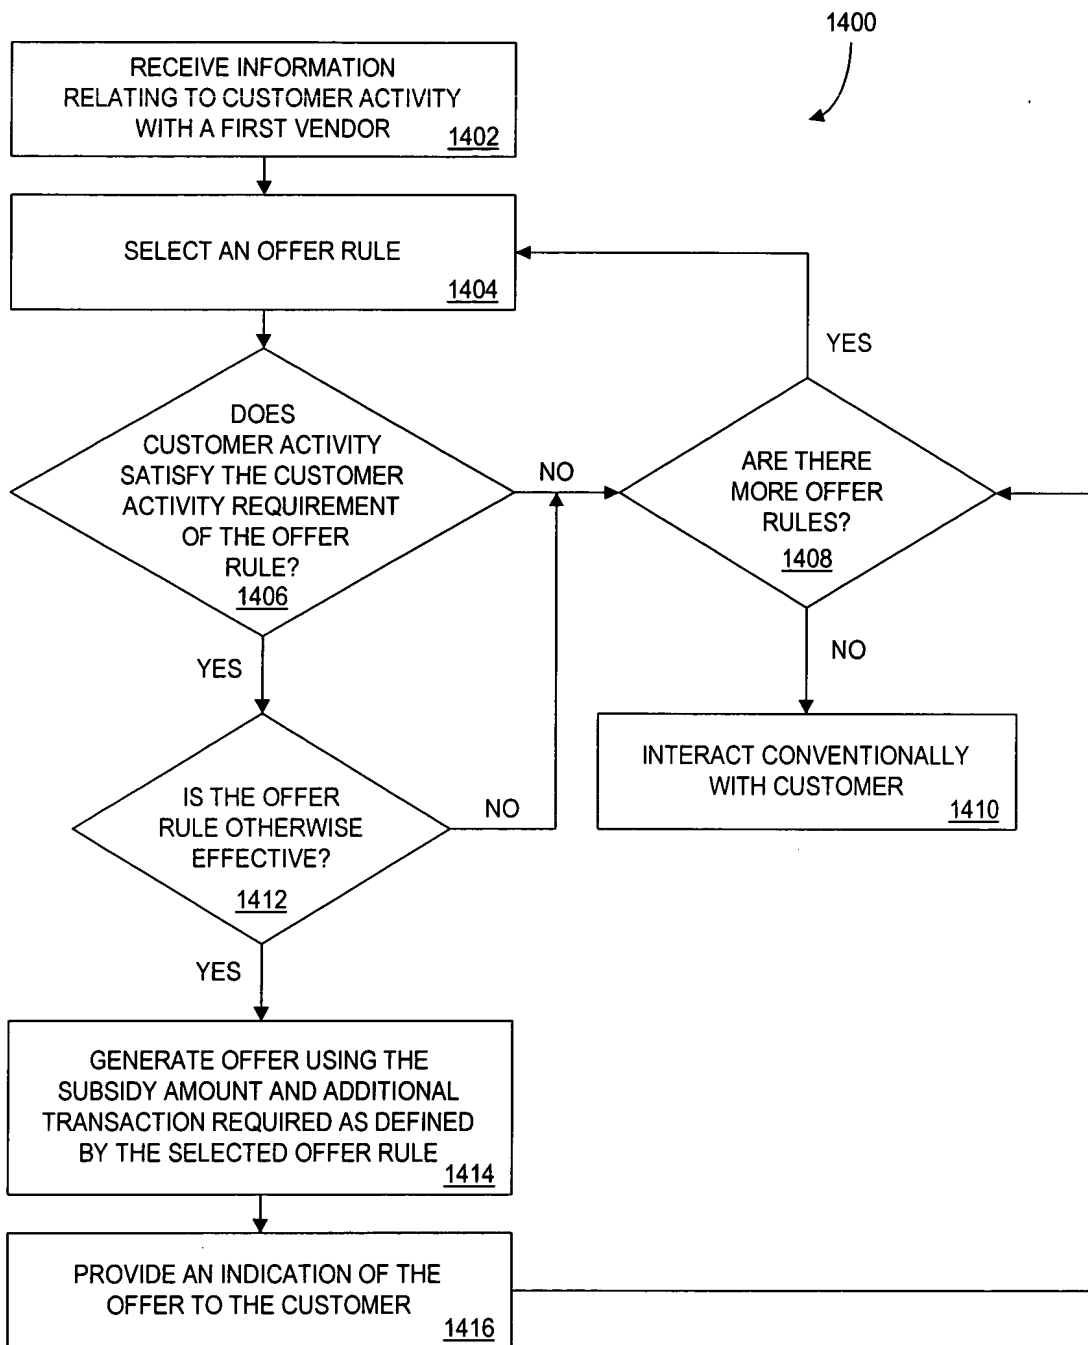 1400
RECEIVE INFORMATION
RELATING TO CUSTOMER ACTIVITY
WITH A FIRST VENDOR
1402
SELECT AN OFFER RULE
1404
DOES
CUSTOMER ACTIVITY
SATISFY THE CUSTOMER
ACTIVITY REQUIREMENT
OF THE OFFER
RULE?
1406
NO
YES
ARE THERE
MORE OFFER
RULES?
1408
YES
NO
INTERACT CONVENTIONALLY
WITH CUSTOMER
1410
IS THE OFFER
RULE OTHERWISE
EFFECTIVE?
1412
NO
YES
GENERATE OFFER USING THE
SUBSIDY AMOUNT AND ADDITIONAL
TRANSACTION REQUIRED AS DEFINED
BY THE SELECTED OFFER RULE
1414
PROVIDE AN INDICATION OF THE
OFFER TO THE CUSTOMER
1416